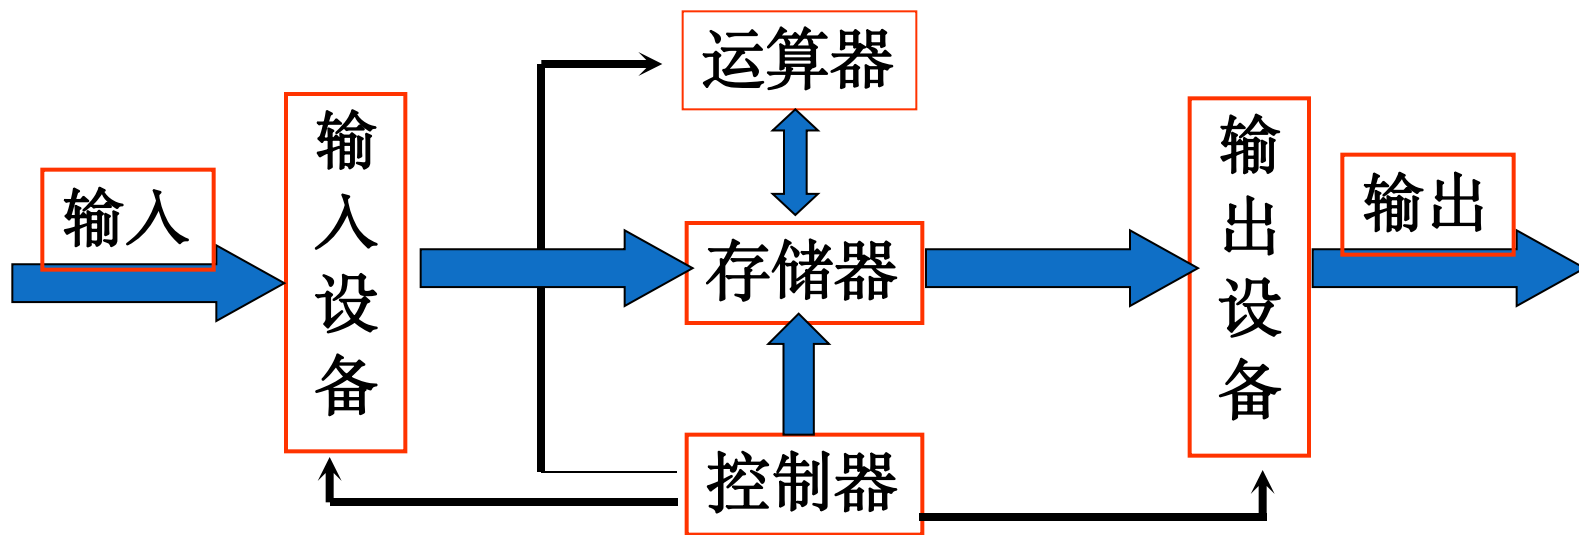 运算器
输入设备
输出设备
输入
输出
存储器
控制器